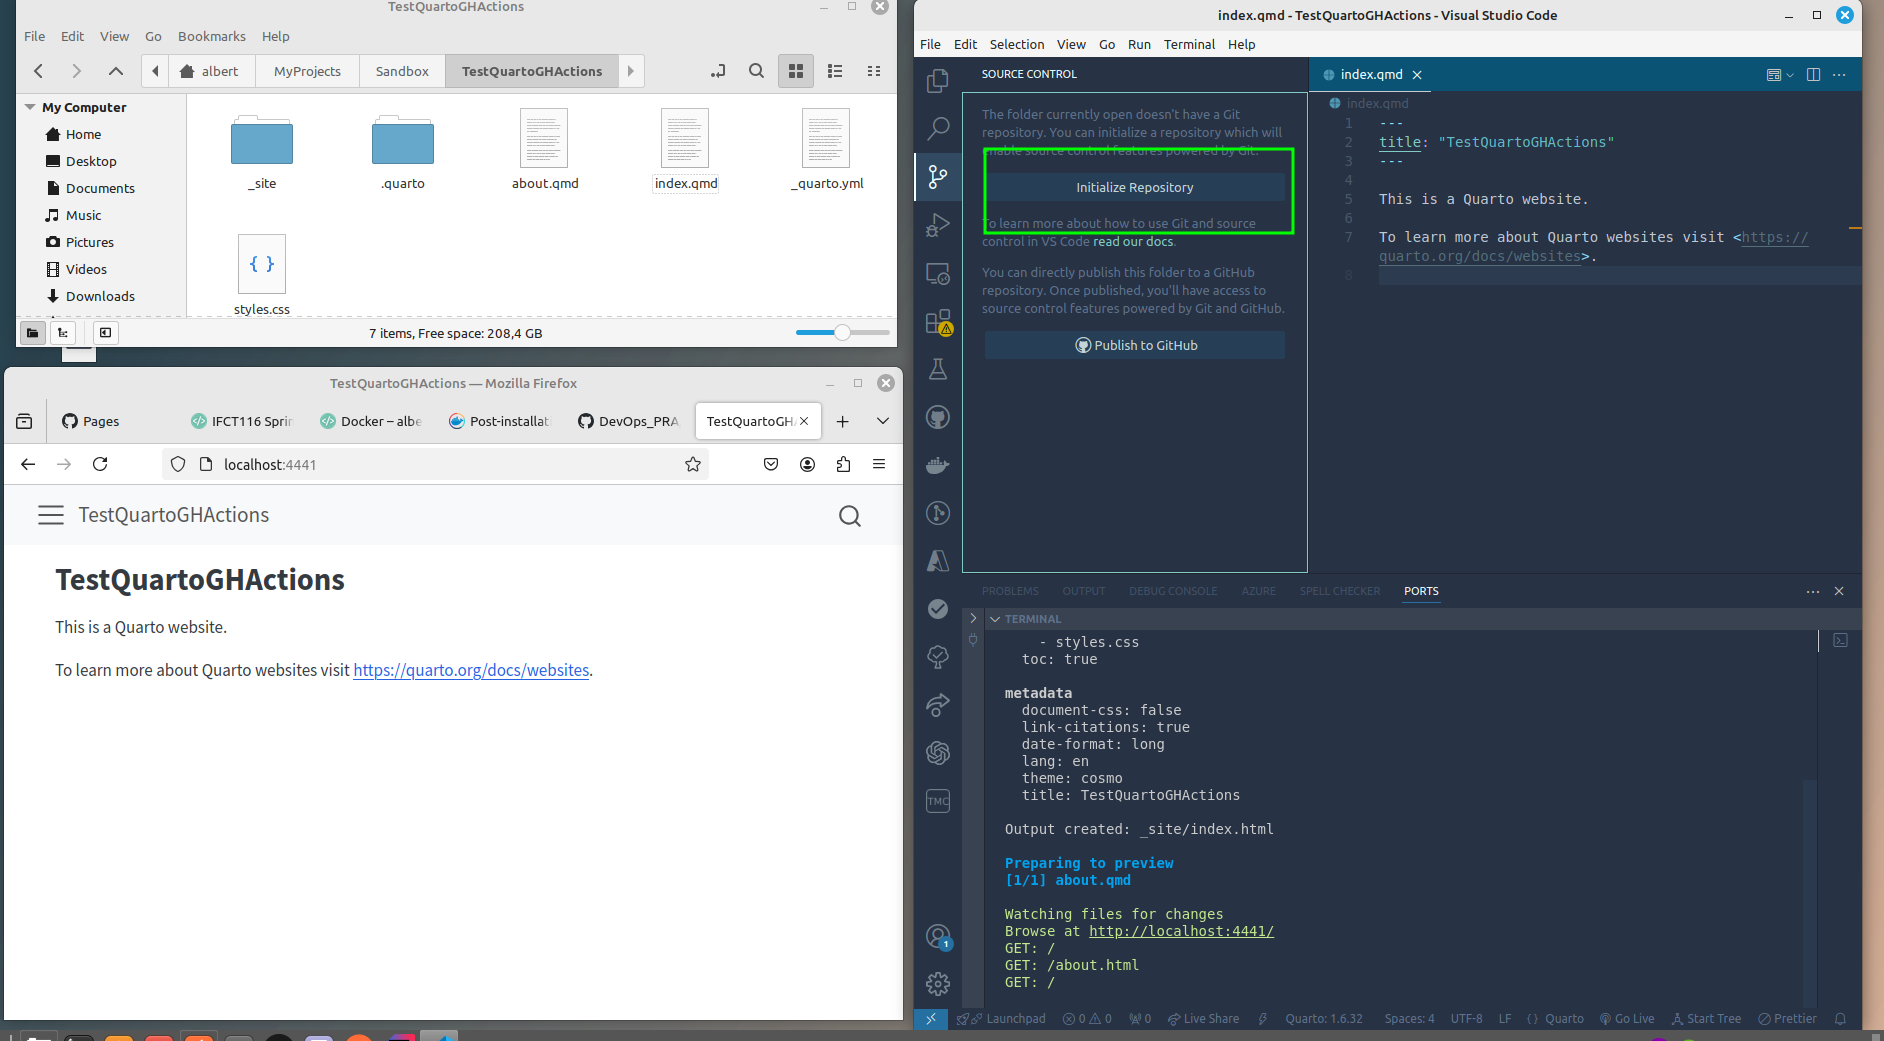 TestQuartoGHActions
File Edit View Go Bookmarks Help
albert MyProjects Sandbox TestQuartoGHActions
My Computer
Home
Desktop
Documents
Music
Pictures
Videos
Downloads
_site
.quarto
about.qmd
index.qmd
_quarto.yml
{ }
styles.css
7 items, Free space: 208,4 GB
TestQuartoGHActions — Mozilla Firefox
Pages IFCT116 Sprin Docker – albe Post-installat DevOps_PRA TestQuartoGH
localhost:4441
TestQuartoGHActions
TestQuartoGHActions
This is a Quarto website.
To learn more about Quarto websites visit https://quarto.org/docs/websites.
index.qmd - TestQuartoGHActions - Visual Studio Code
File Edit Selection View Go Run Terminal Help
SOURCE CONTROL
The folder currently open doesn't have a Git
repository. You can initialize a repository which will
enable source control features powered by Git.
Initialize Repository
To learn more about how to use Git and source
control in VS Code read our docs.
You can directly publish this folder to a GitHub
repository. Once published, you'll have access to
source control features powered by Git and GitHub.
Publish to GitHub
TMC
1
index.qmd
index.qmd
1 ---
2 title: "TestQuartoGHActions"
3 ---
4
5 This is a Quarto website.
6
7 To learn more about Quarto websites visit <https://
quarto.org/docs/websites>.
8
PROBLEMS OUTPUT DEBUG CONSOLE AZURE SPELL CHECKER PORTS
TERMINAL
- styles.css
toc: true
metadata
document-css: false
link-citations: true
date-format: long
lang: en
theme: cosmo
title: TestQuartoGHActions
Output created: _site/index.html
Preparing to preview
[1/1] about.qmd
Watching files for changes
Browse at http://localhost:4441/
GET: /
GET: /about.html
GET: /
Launchpad 0 0 0 Live Share Quarto: 1.6.32 Spaces: 4 UTF-8 LF {} Quarto Go Live Start Tree Prettier